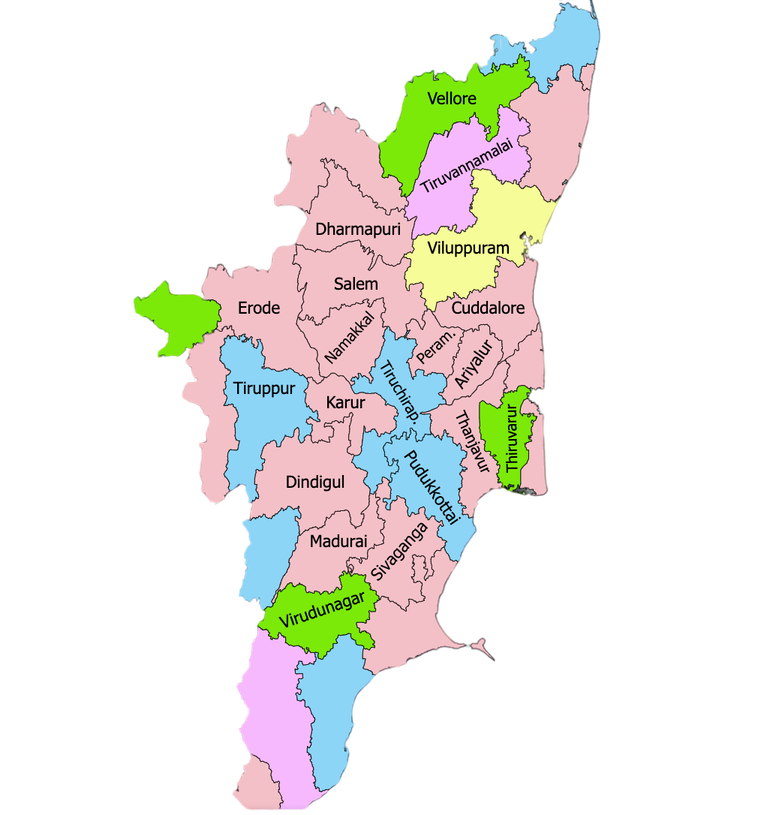 Vellore
Tiruvannamalai
Dharmapuri
Viluppuram
Salem
Erode
Cuddalore
Namakkal
Peram.
Ariyalur
Tiruppur
Tiruchirap.
Karur
Thanjavur
Thiruvarur
Dindigul
Pudukkottai
Madurai
Sivaganga
Virudunagar